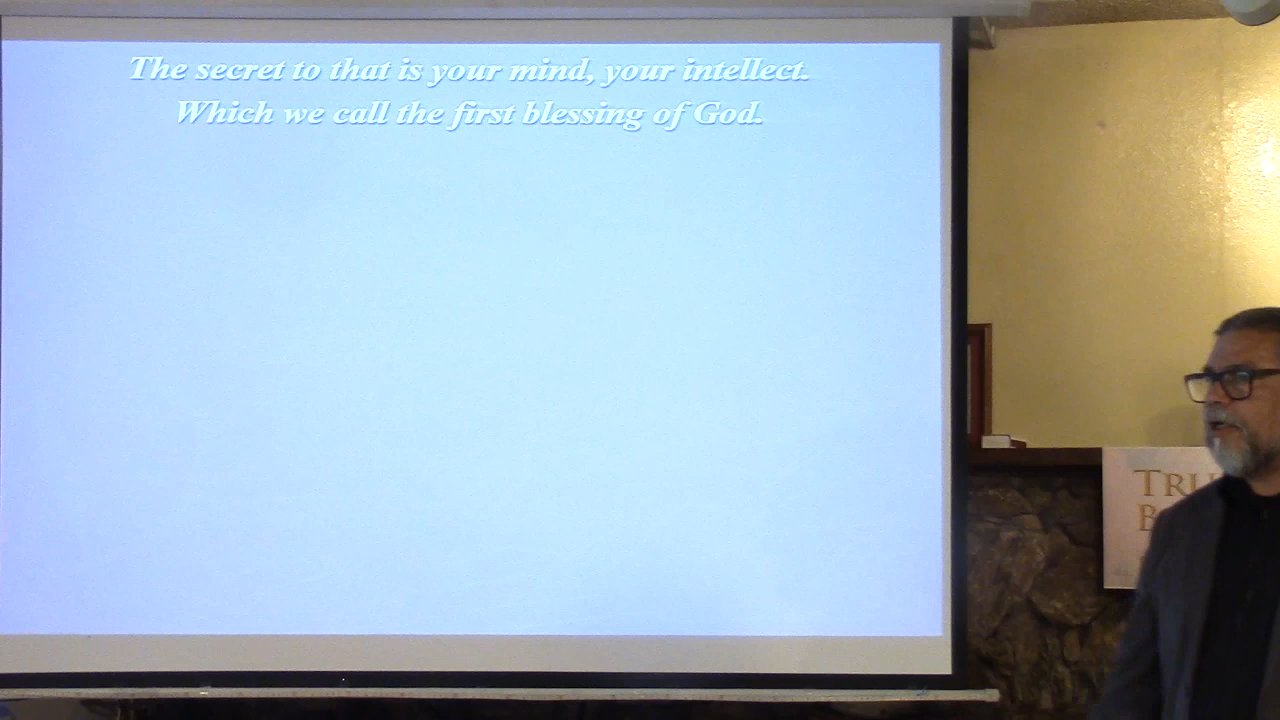 The secret to that is your mind, your intellect.
Which we call the first blessing of God.